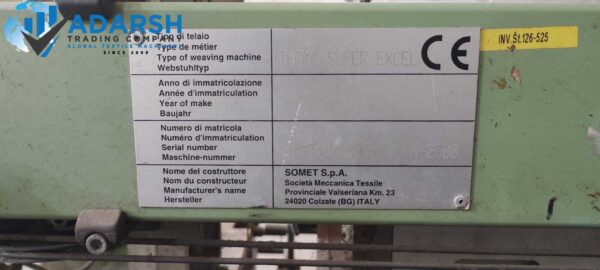 ADARSH
TRADING COMPANY
GLOBAL TEXTILE MACHINERY
SINCE 2000
Tipo di telaio
Type de métier
Type of weaving machine
Webstuhltyp
THEMA SUPER EXCEL
CE
INV.Št.126-525
Anno di immatricolazione
Année d'immatriculation
Year of make
Baujahr
Numero di matricola
Numéro d'immatriculation
Serial number
Maschine-nummer
Nome del costruttore
Nom du constructeur
Manufacturer's name
Hersteller
SOMET S.p.A.
Società Meccanica Tessile
Provinciale Valseriana Km. 23
24020 Colzate (BG) ITALY